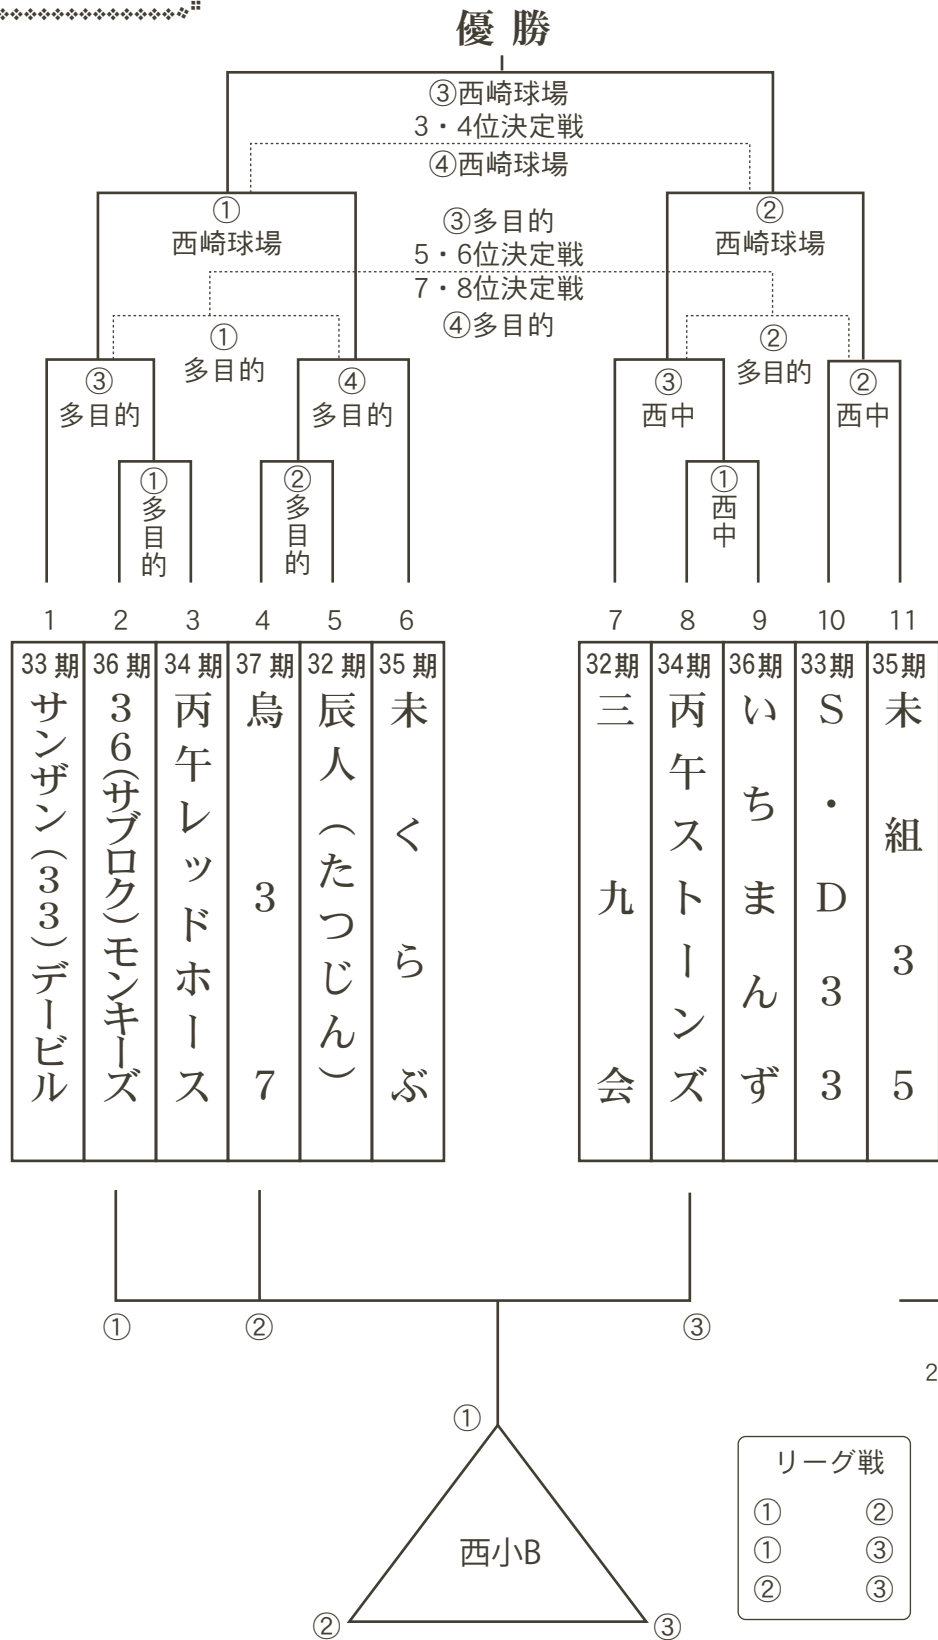 優勝
③西崎球場
3・4位決定戦
④西崎球場
①
西崎球場
②
西崎球場
③多目的
5・6位決定戦
7・8位決定戦
④多目的
①
多目的
②
多目的
③
多目的
④
多目的
③
西中
②
西中
①多目的
②多目的
①西中
1 2 3 4 5 6 7 8 9 10 11
33期 サンザン(33)デービル
36期 36(サブロク)モンキーズ
34期 丙午レッドホース
37期 烏37
32期 辰人(たつじん)
35期 未くらぶ
32期 三九会
34期 丙午ストーンズ
36期 いちまんず
33期 S・D33
35期 未組35
① ② ③
2
①
西小B
② ③
リーグ戦
① ②
① ③
② ③